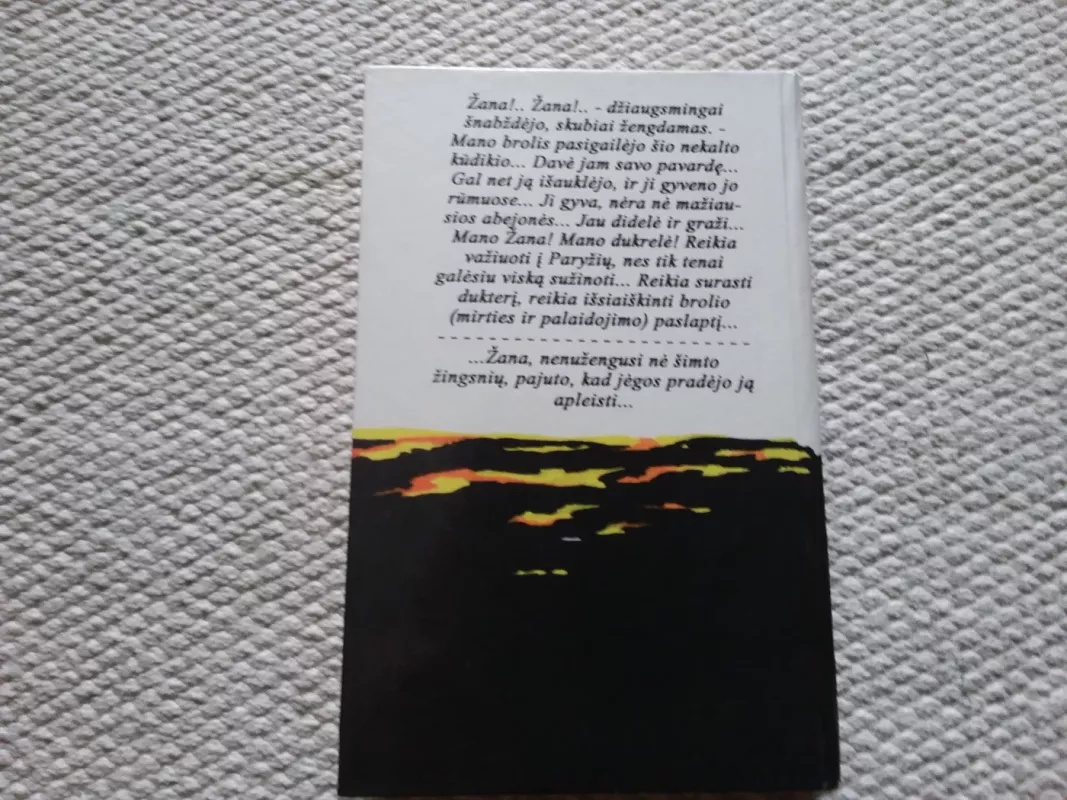 Žana!.. Žana!.. - džiaugsmingai
šnabždėjo, skubiai žengdamas. -
Mano brolis pasigailėjo šio nekalto
kūdikio... Davė jam savo pavardę...
Gal net ją išauklėjo, ir ji gyveno jo
rūmuose... Ji gyva, nėra nė mažiau-
sios abejonės... Jau didelė ir graži...
Mano Žana! Mano dukrelė! Reikia
važiuoti į Paryžių, nes tik tenai
galėsiu viską sužinoti... Reikia surasti
dukterį, reikia išsiaiškinti brolio
(mirties ir palaidojimo) paslaptį...
...Žana, nenužengusi nė šimto
žingsnių, pajuto, kad jėgos pradėjo ją
apleisti...